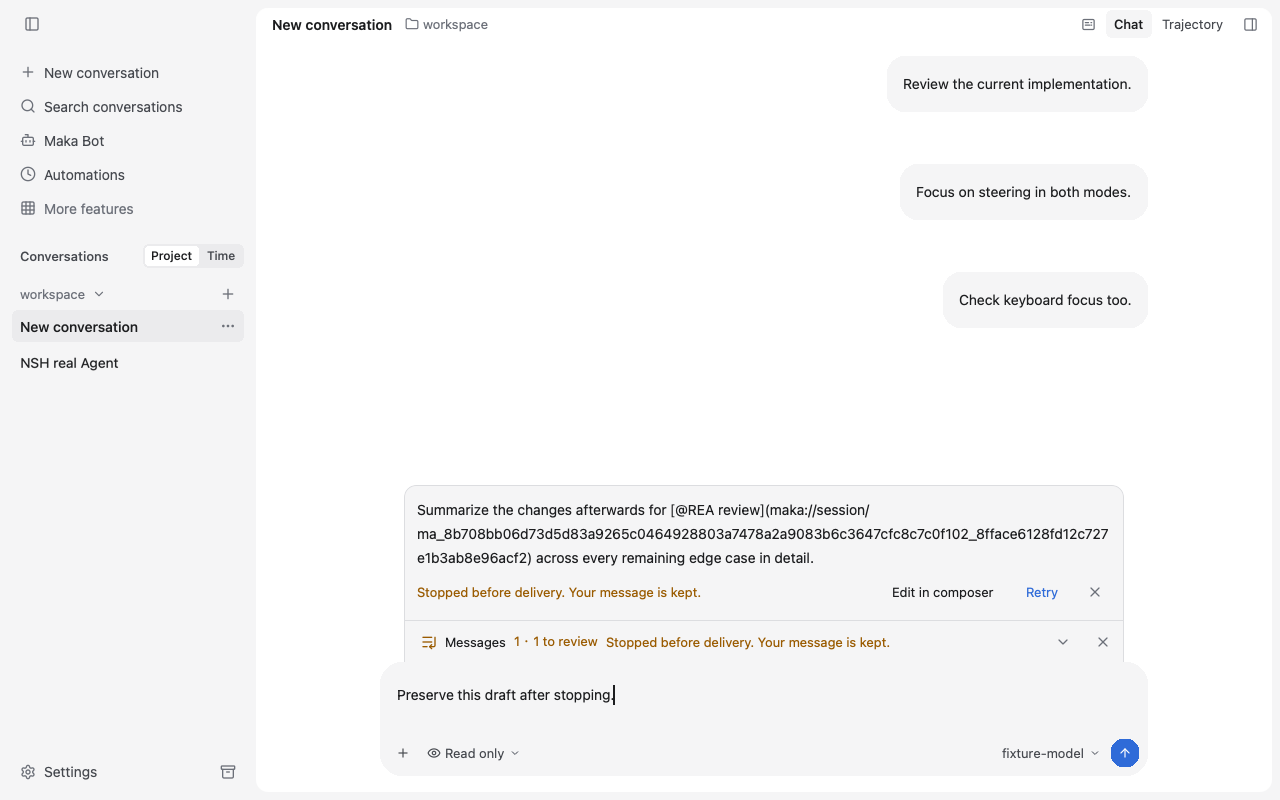 New conversation
workspace
Chat
Trajectory
New conversation
Search conversations
Maka Bot
Automations
More features
Conversations
Project
Time
workspace
New conversation
NSH real Agent
Settings
Review the current implementation.
Focus on steering in both modes.
Check keyboard focus too.
Summarize the changes afterwards for [@REA review](maka://session/
ma_8b708bb06d73d5d83a9265c0464928803a7478a2a9083b6c3647cfc8c7c0f102_8fface6128fd12c727
e1b3ab8e96acf2) across every remaining edge case in detail.
Stopped before delivery. Your message is kept.
Edit in composer
Retry
Messages 1 · 1 to review Stopped before delivery. Your message is kept.
Preserve this draft after stopping.
Read only
fixture-model